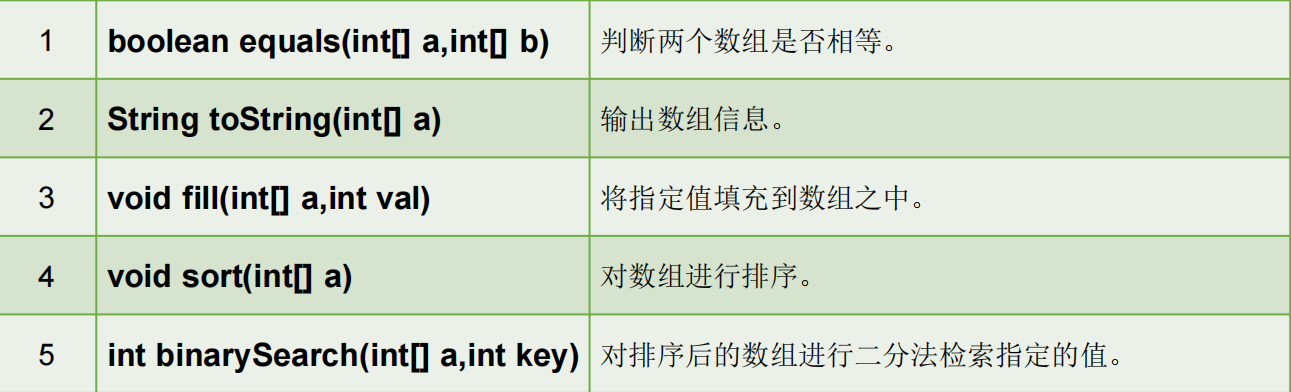 1 boolean equals(int[] a,int[] b) 判断两个数组是否相等。
2 String toString(int[] a) 输出数组信息。
3 void fill(int[] a,int val) 将指定值填充到数组之中。
4 void sort(int[] a) 对数组进行排序。
5 int binarySearch(int[] a,int key) 对排序后的数组进行二分法检索指定的值。